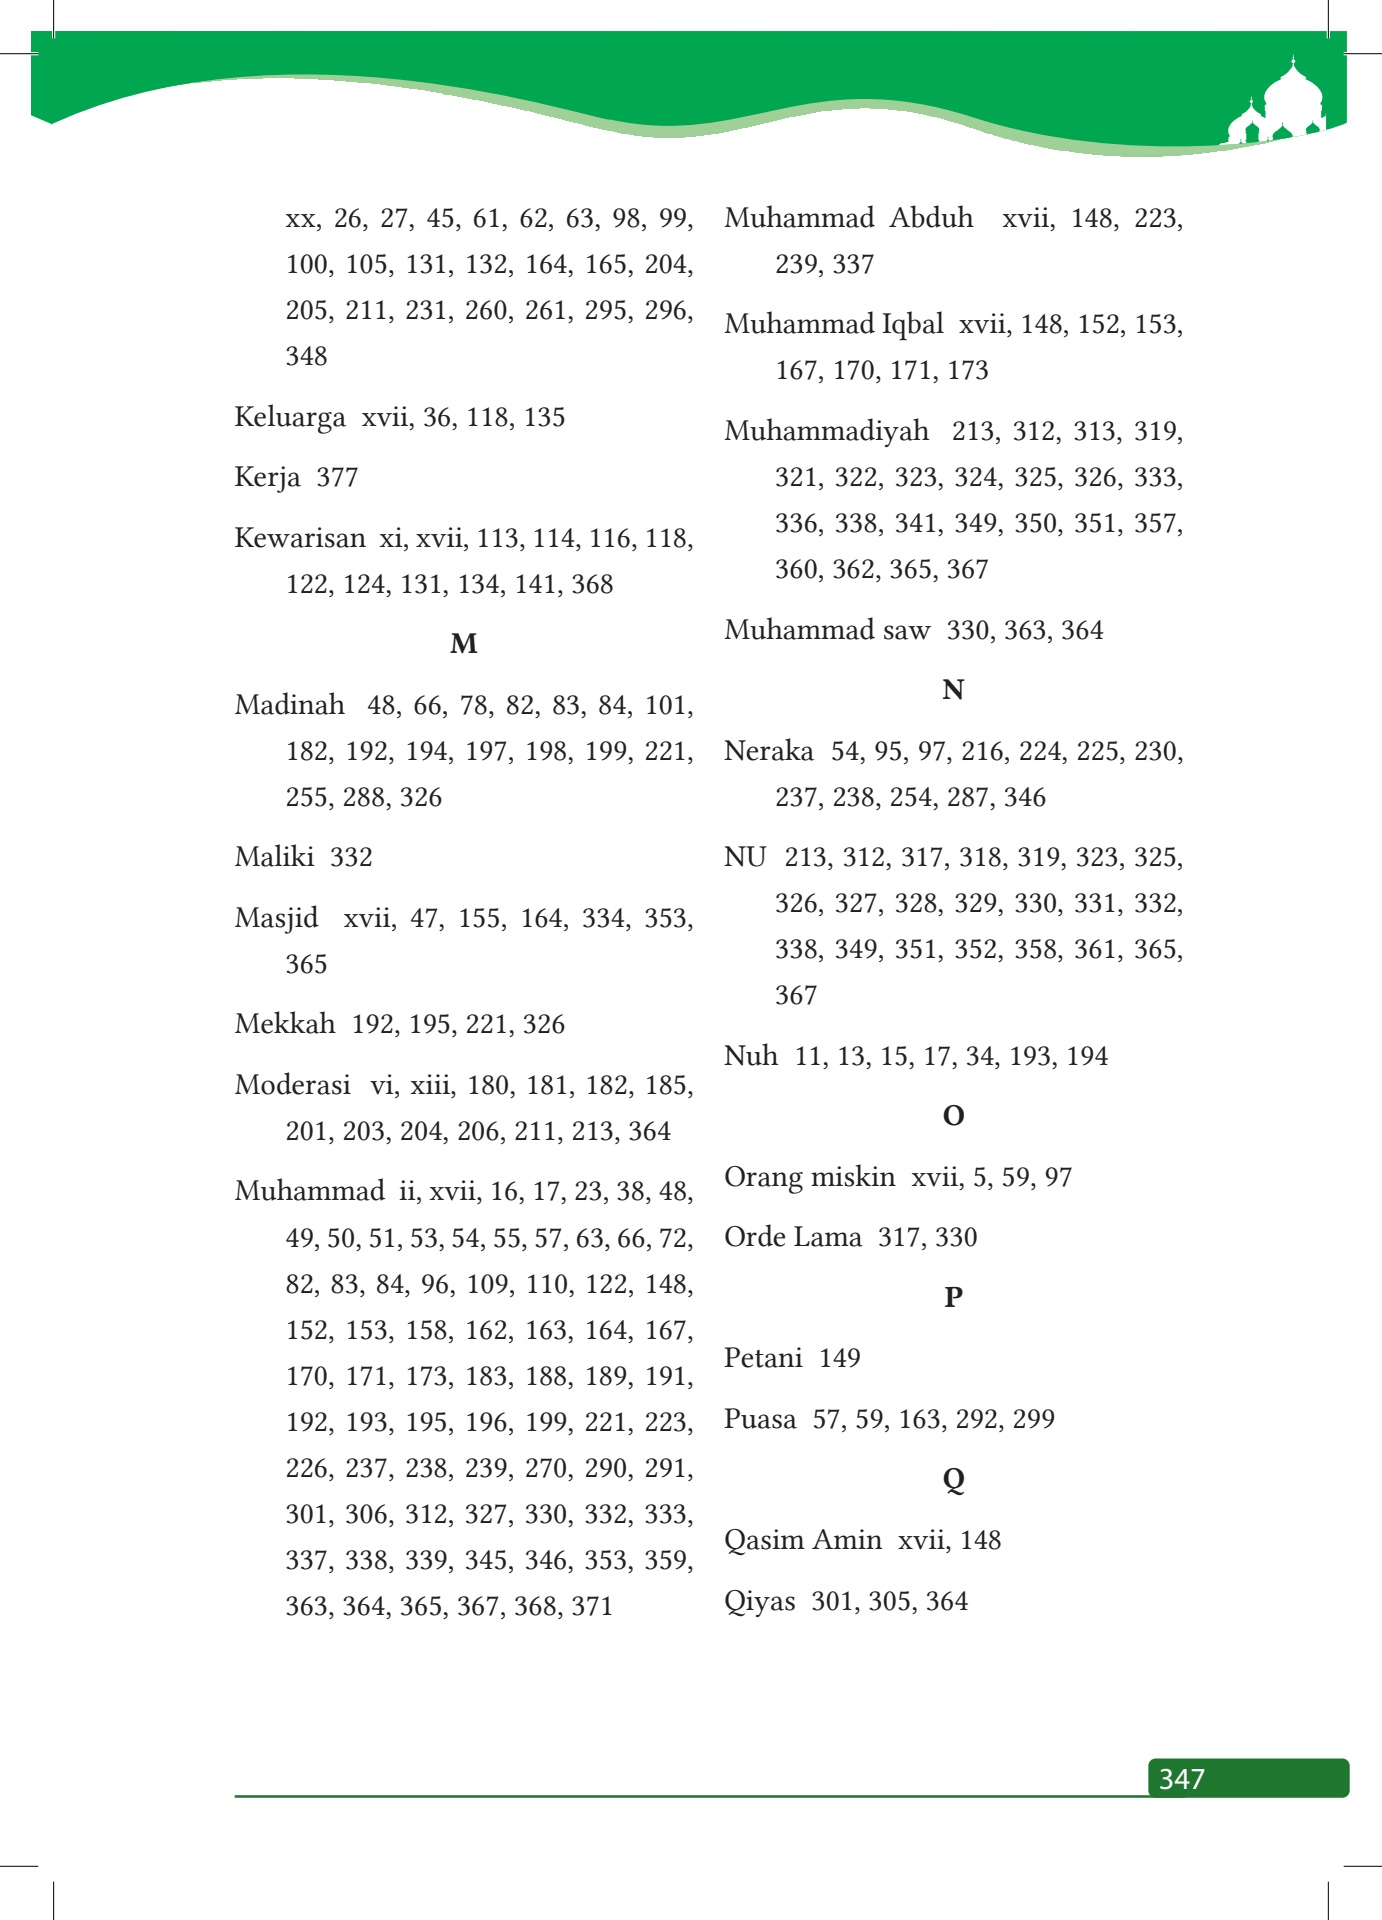 xx, 26, 27, 45, 61, 62, 63, 98, 99,
100, 105, 131, 132, 164, 165, 204,
205, 211, 231, 260, 261, 295, 296,
348
Keluarga xvii, 36, 118, 135
Kerja 377
Kewarisan xi, xvii, 113, 114, 116, 118,
122, 124, 131, 134, 141, 368
M
Madinah 48, 66, 78, 82, 83, 84, 101,
182, 192, 194, 197, 198, 199, 221,
255, 288, 326
Maliki 332
Masjid xvii, 47, 155, 164, 334, 353,
365
Mekkah 192, 195, 221, 326
Moderasi vi, xiii, 180, 181, 182, 185,
201, 203, 204, 206, 211, 213, 364
Muhammad ii, xvii, 16, 17, 23, 38, 48,
49, 50, 51, 53, 54, 55, 57, 63, 66, 72,
82, 83, 84, 96, 109, 110, 122, 148,
152, 153, 158, 162, 163, 164, 167,
170, 171, 173, 183, 188, 189, 191,
192, 193, 195, 196, 199, 221, 223,
226, 237, 238, 239, 270, 290, 291,
301, 306, 312, 327, 330, 332, 333,
337, 338, 339, 345, 346, 353, 359,
363, 364, 365, 367, 368, 371
Muhammad Abduh xvii, 148, 223,
239, 337
Muhammad Iqbal xvii, 148, 152, 153,
167, 170, 171, 173
Muhammadiyah 213, 312, 313, 319,
321, 322, 323, 324, 325, 326, 333,
336, 338, 341, 349, 350, 351, 357,
360, 362, 365, 367
Muhammad saw 330, 363, 364
N
Neraka 54, 95, 97, 216, 224, 225, 230,
237, 238, 254, 287, 346
NU 213, 312, 317, 318, 319, 323, 325,
326, 327, 328, 329, 330, 331, 332,
338, 349, 351, 352, 358, 361, 365,
367
Nuh 11, 13, 15, 17, 34, 193, 194
O
Orang miskin xvii, 5, 59, 97
Orde Lama 317, 330
P
Petani 149
Puasa 57, 59, 163, 292, 299
Q
Qasim Amin xvii, 148
Qiyas 301, 305, 364
347